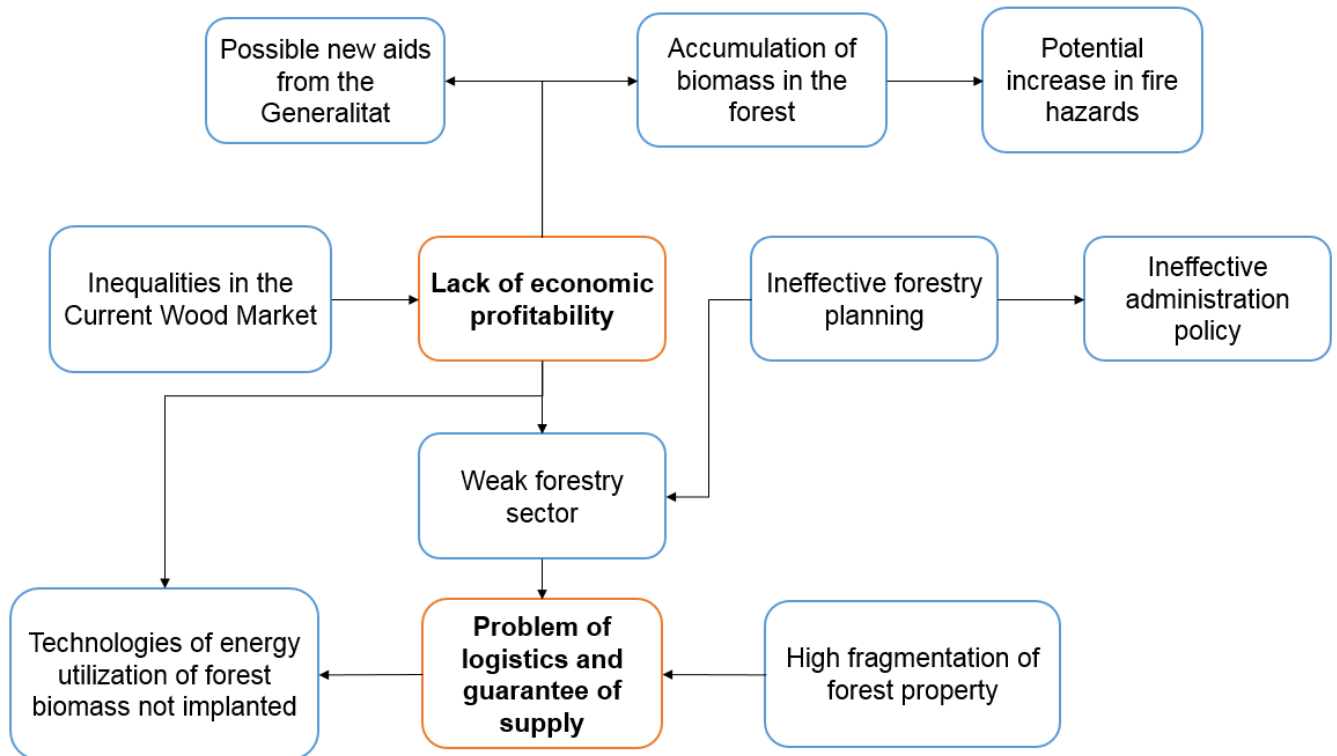 Possible new aids
from the
Generalitat
Accumulation of
biomass in the
forest
Potential
increase in fire
hazards
Inequalities in the
Current Wood Market
Lack of economic
profitability
Ineffective forestry
planning
Ineffective
administration
policy
Weak forestry
sector
Technologies of energy
utilization of forest
biomass not implanted
Problem of
logistics and
guarantee of
supply
High fragmentation of
forest property